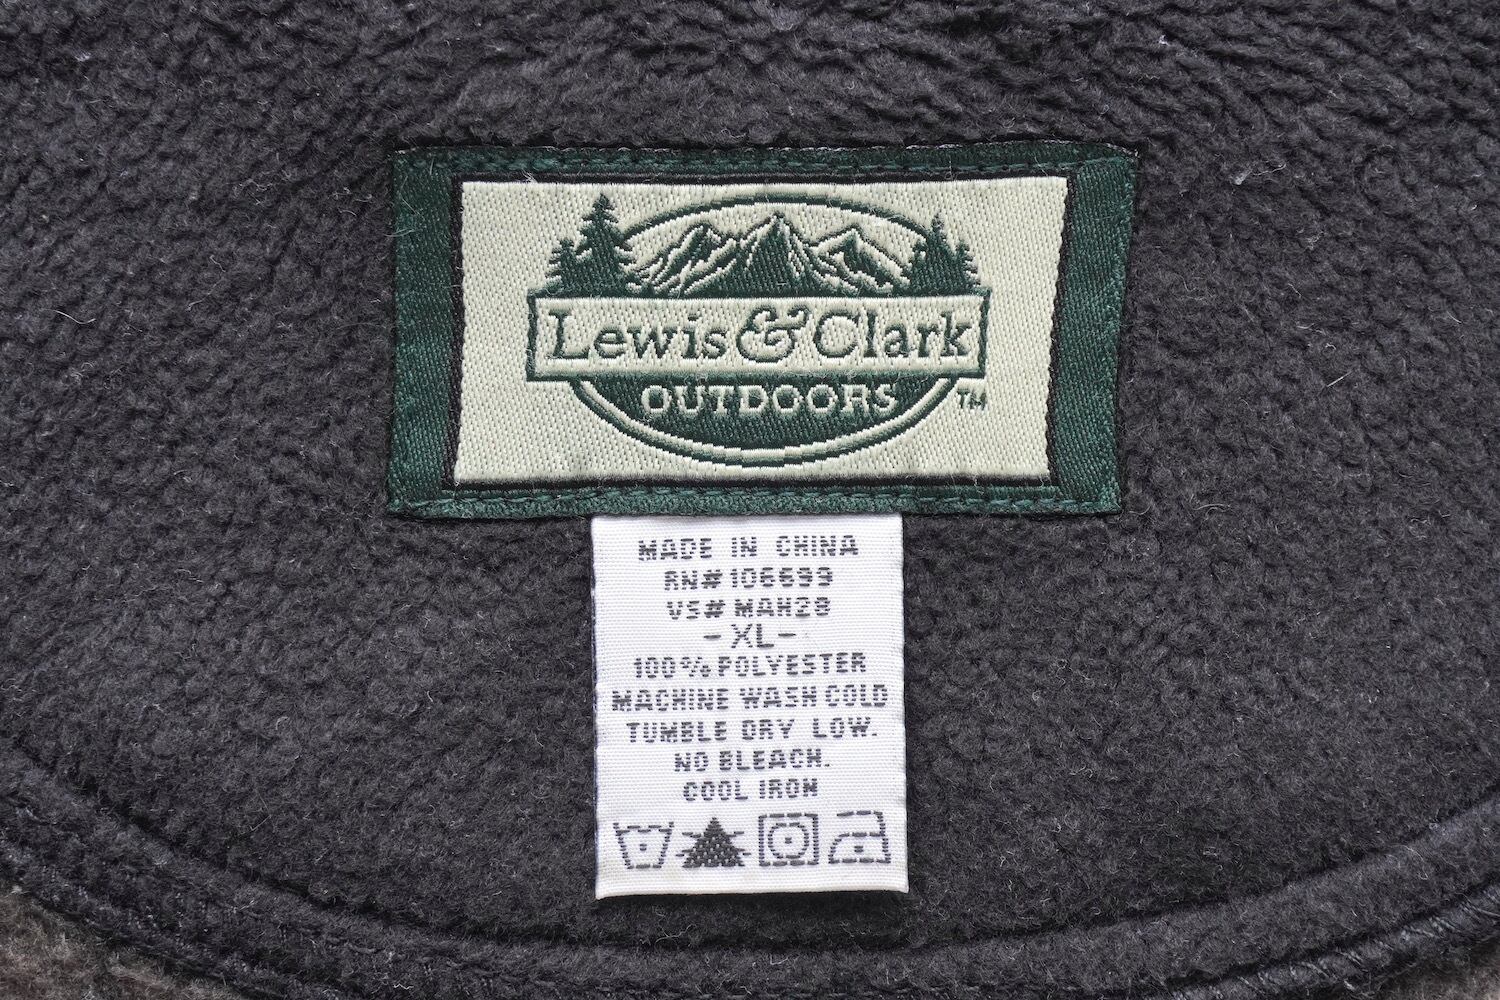 Lewis & Clark
OUTDOORS TM
MADE IN CHINA
RN# 106699
VS# MAH28
-XL-
100% POLYESTER
MACHINE WASH COLD
TUMBLE DRY LOW.
NO BLEACH.
COOL IRON